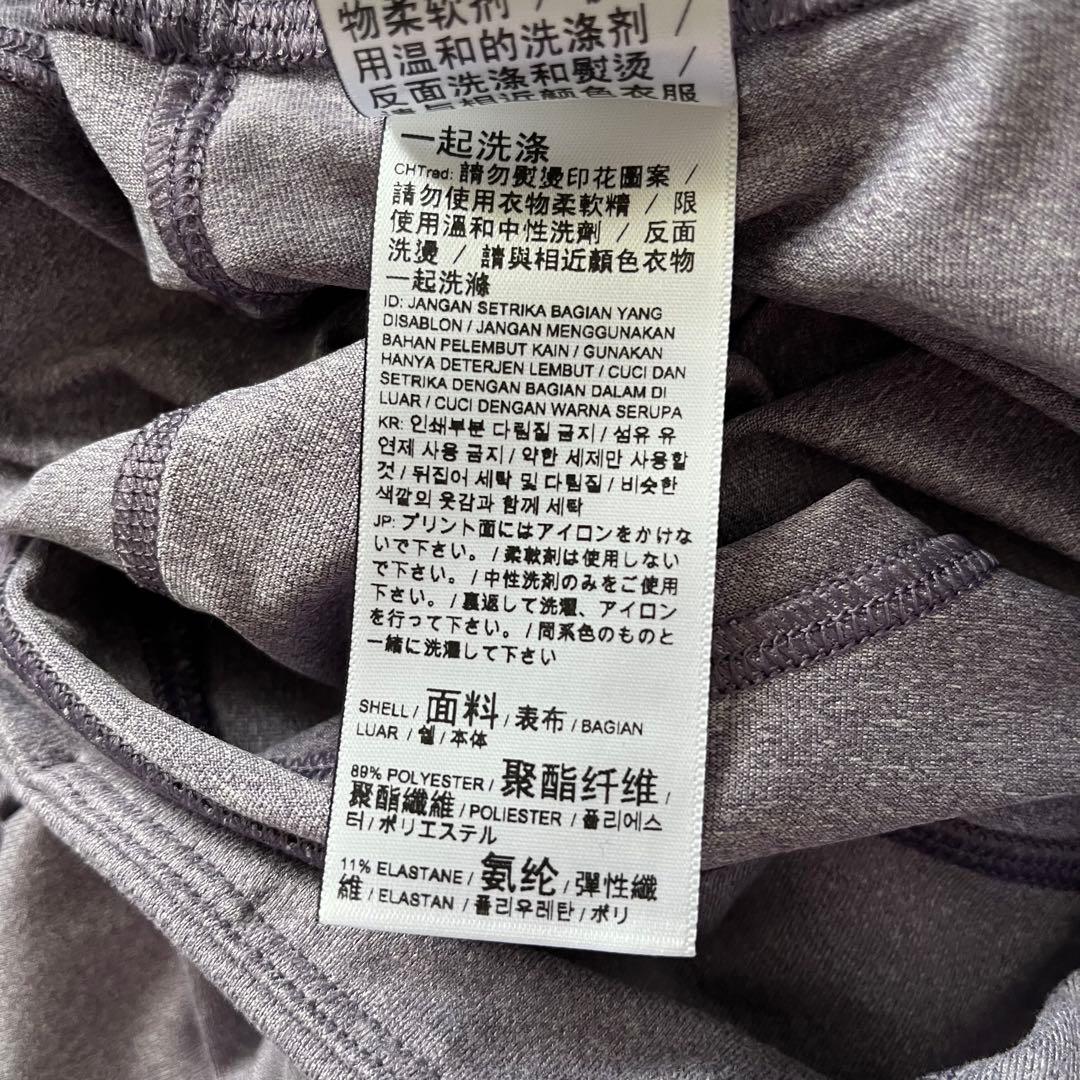 物柔软剂 /
用温和的洗涤剂 /
反面洗涤和熨烫 /
请与相近颜色衣服
一起洗涤
CHTrad: 請勿熨燙印花圖案 /
請勿使用衣物柔軟精 / 限
使用溫和中性洗劑 / 反面
洗燙 / 請與相近顏色衣物
一起洗滌
ID: JANGAN SETRIKA BAGIAN YANG
DISABLON / JANGAN MENGGUNAKAN
BAHAN PELEMBUT KAIN / GUNAKAN
HANYA DETERJEN LEMBUT / CUCI DAN
SETRIKA DENGAN BAGIAN DALAM DI
LUAR / CUCI DENGAN WARNA SERUPA
KR: 인쇄부분 다림질 금지 / 섬유 유
연제 사용 금지 / 약한 세제만 사용할
것 / 뒤집어 세탁 및 다림질 / 비슷한
색깔의 옷감과 함께 세탁
JP: プリント面にはアイロンをかけな
いで下さい。 / 柔軟剤は使用しない
で下さい。 / 中性洗剤のみをご使用
下さい。 / 裏返して洗濯、アイロン
を行って下さい。 / 同系色のものと
一緒に洗濯して下さい
SHELL / 面料 / 表布 / BAGIAN
LUAR / 쉘 / 本体
89% POLYESTER / 聚酯纤维 /
聚酯纖維 / POLIESTER / 폴리에스
터 / ポリエステル
11% ELASTANE / 氨纶 / 彈性纖
維 / ELASTAN / 폴리우레탄 / ポリ